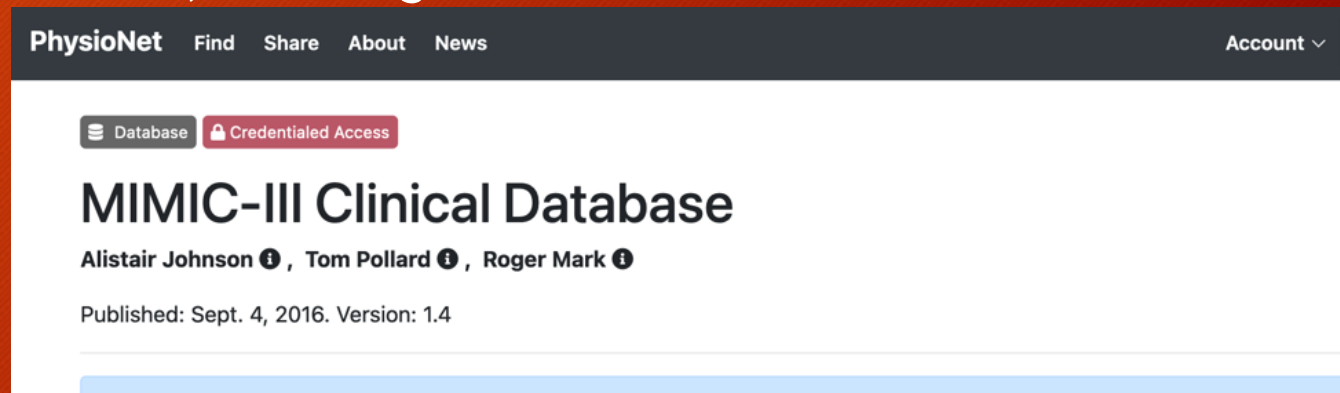 PhysioNet Find Share About News Account
Database Credentialed Access
MIMIC-III Clinical Database
Alistair Johnson , Tom Pollard , Roger Mark
Published: Sept. 4, 2016. Version: 1.4